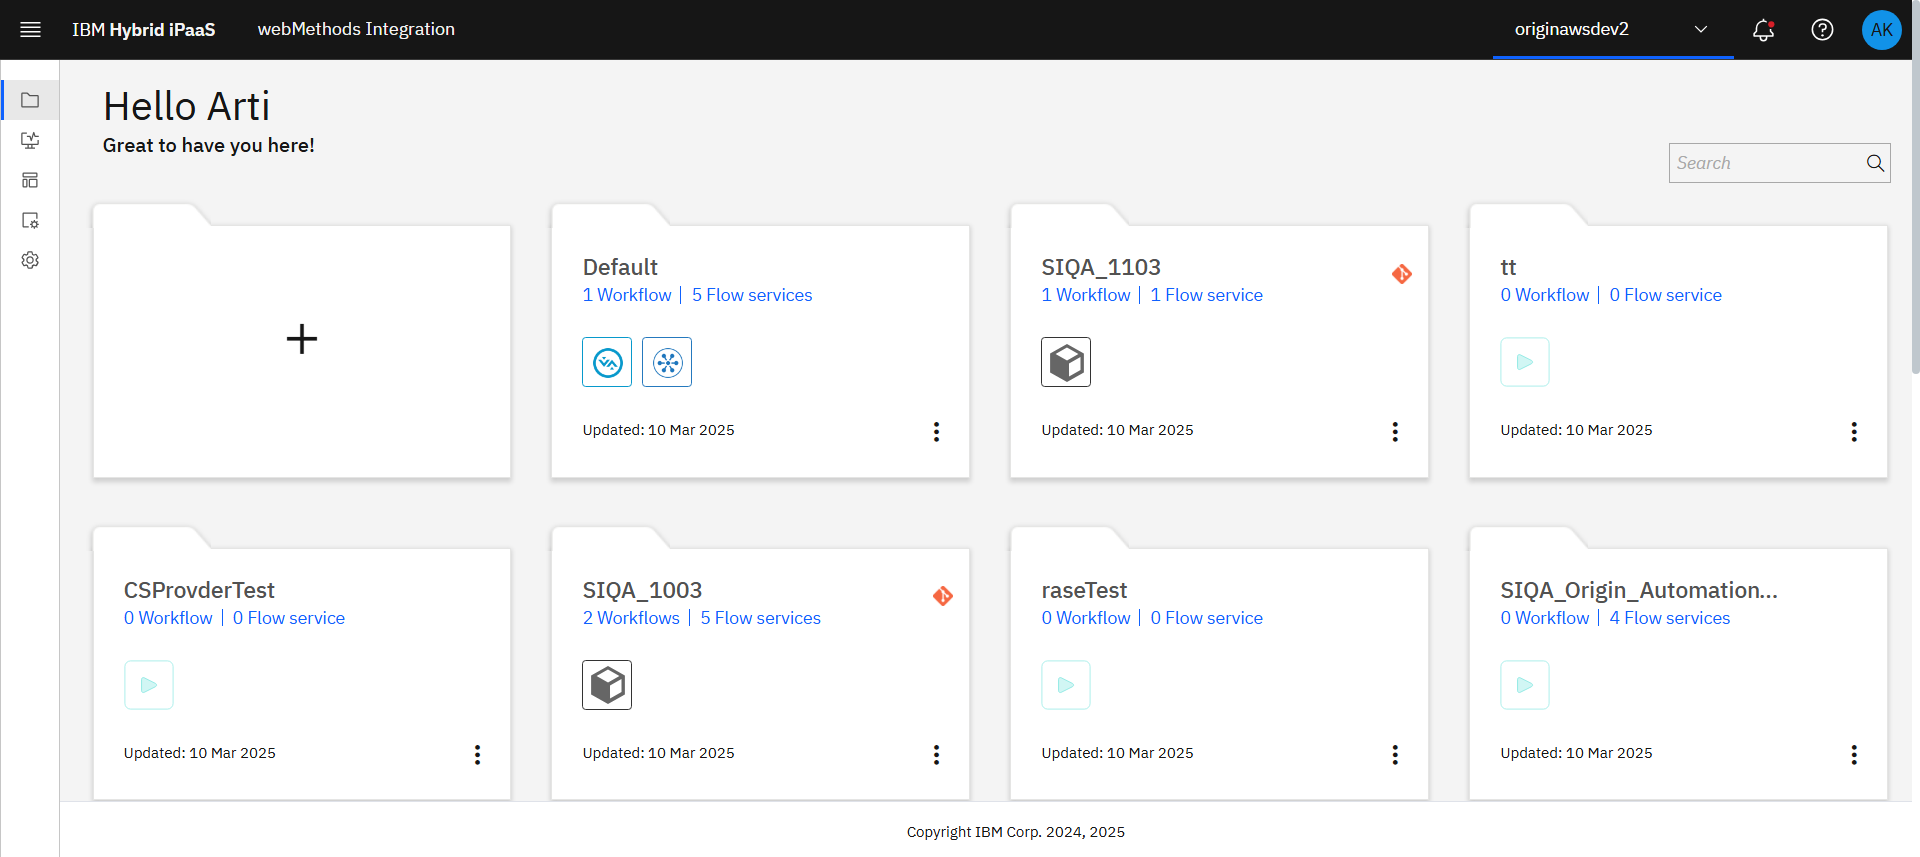 IBM Hybrid iPaaS
webMethods Integration
originawsdev2
AK
Hello Arti
Great to have you here!
Search
Default
1 Workflow | 5 Flow services
Updated: 10 Mar 2025
SIQA_1103
1 Workflow | 1 Flow service
Updated: 10 Mar 2025
tt
0 Workflow | 0 Flow service
Updated: 10 Mar 2025
CSProvderTest
0 Workflow | 0 Flow service
Updated: 10 Mar 2025
SIQA_1003
2 Workflows | 5 Flow services
Updated: 10 Mar 2025
raseTest
0 Workflow | 0 Flow service
Updated: 10 Mar 2025
SIQA_Origin_Automation...
0 Workflow | 4 Flow services
Updated: 10 Mar 2025
Copyright IBM Corp. 2024, 2025